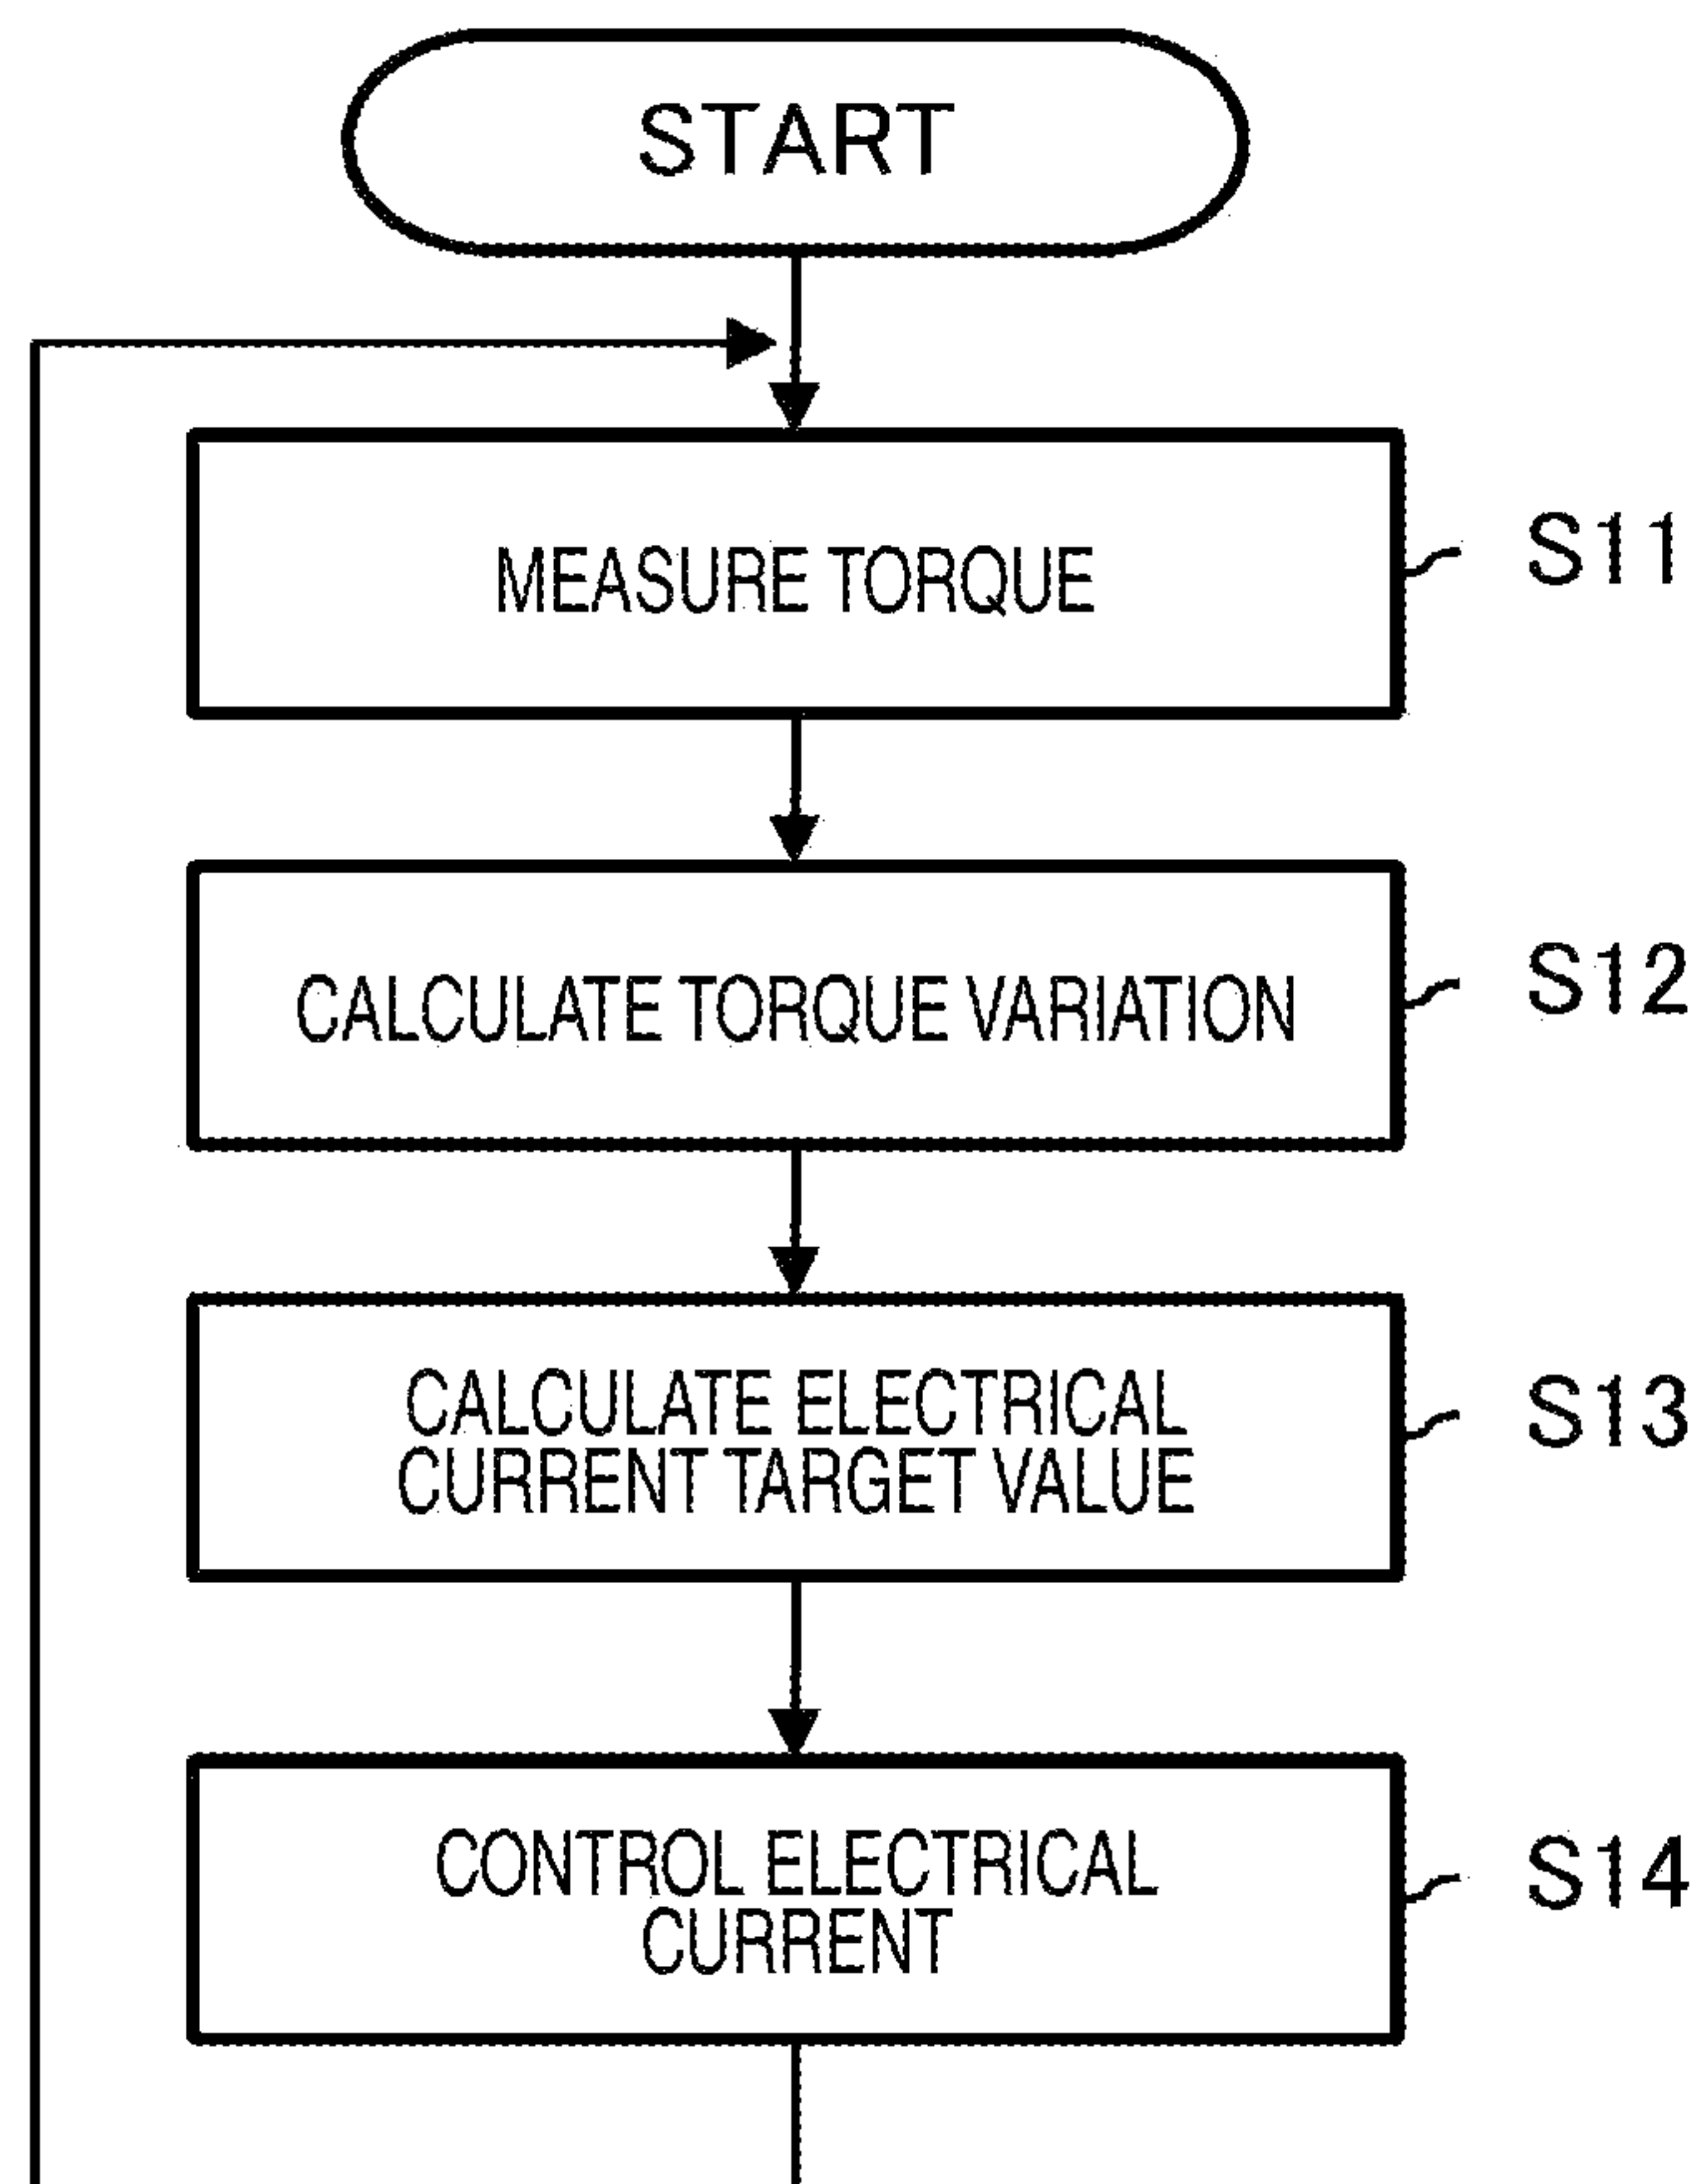 START
MEASURE TORQUE
S11
CALCULATE TORQUE VARIATION
S12
CALCULATE ELECTRICAL
CURRENT TARGET VALUE
S13
CONTROL ELECTRICAL
CURRENT
S14